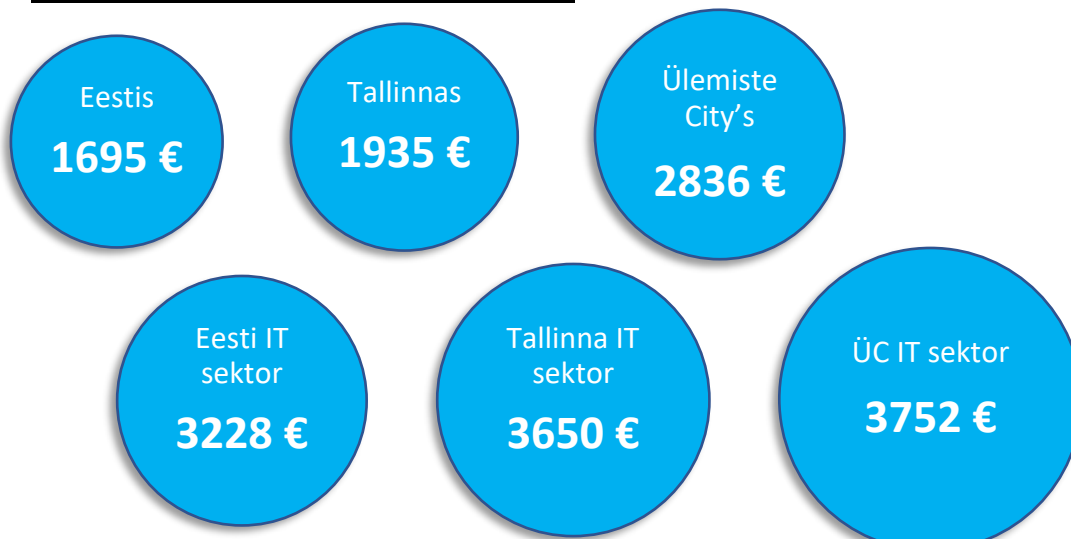 Eestis
1695 €
Tallinnas
1935 €
Ülemiste
City’s
2836 €
Eesti IT
sektor
3228 €
Tallinna IT
sektor
3650 €
ÜC IT sektor
3752 €